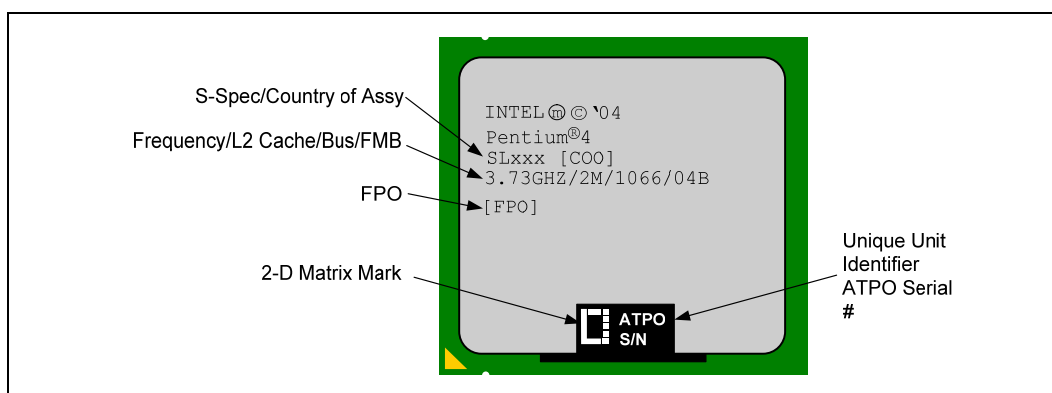 S-Spec/Country of Assy
Frequency/L2 Cache/Bus/FMB
FPO
2-D Matrix Mark
INTEL ⓜ © '04
Pentium®4
SLxxx [COO]
3.73GHZ/2M/1066/04B
[FPO]
ATPO
S/N
Unique Unit
Identifier
ATPO Serial
#